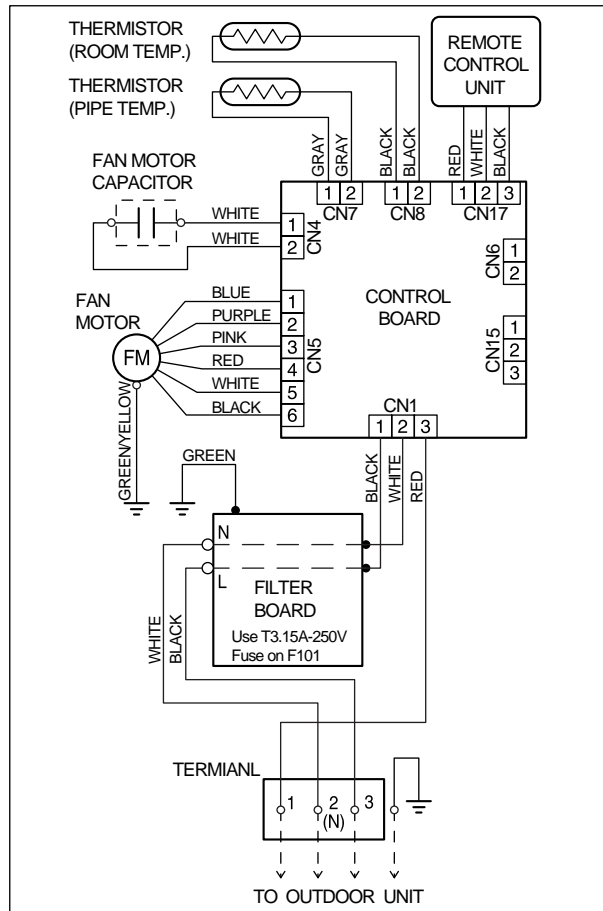 THERMISTOR
(ROOM TEMP.)
THERMISTOR
(PIPE TEMP.)
REMOTE
CONTROL
UNIT
GRAY
GRAY
BLACK
BLACK
RED
WHITE
BLACK
FAN MOTOR
CAPACITOR
WHITE
WHITE
1 2
CN7
1 2
CN8
1 2 3
CN17
1
2
CN4
CN6
1
2
CONTROL
BOARD
FAN
MOTOR
FM
BLUE
PURPLE
PINK
RED
WHITE
BLACK
1
2
3
4
5
6
CN5
CN15
1
2
3
CN1
1 2 3
GREEN/YELLOW
GREEN
BLACK
WHITE
RED
N
L
FILTER
BOARD
Use T3.15A-250V
Fuse on F101
WHITE
BLACK
TERMIANL
1 2 3
(N)
TO OUTDOOR UNIT